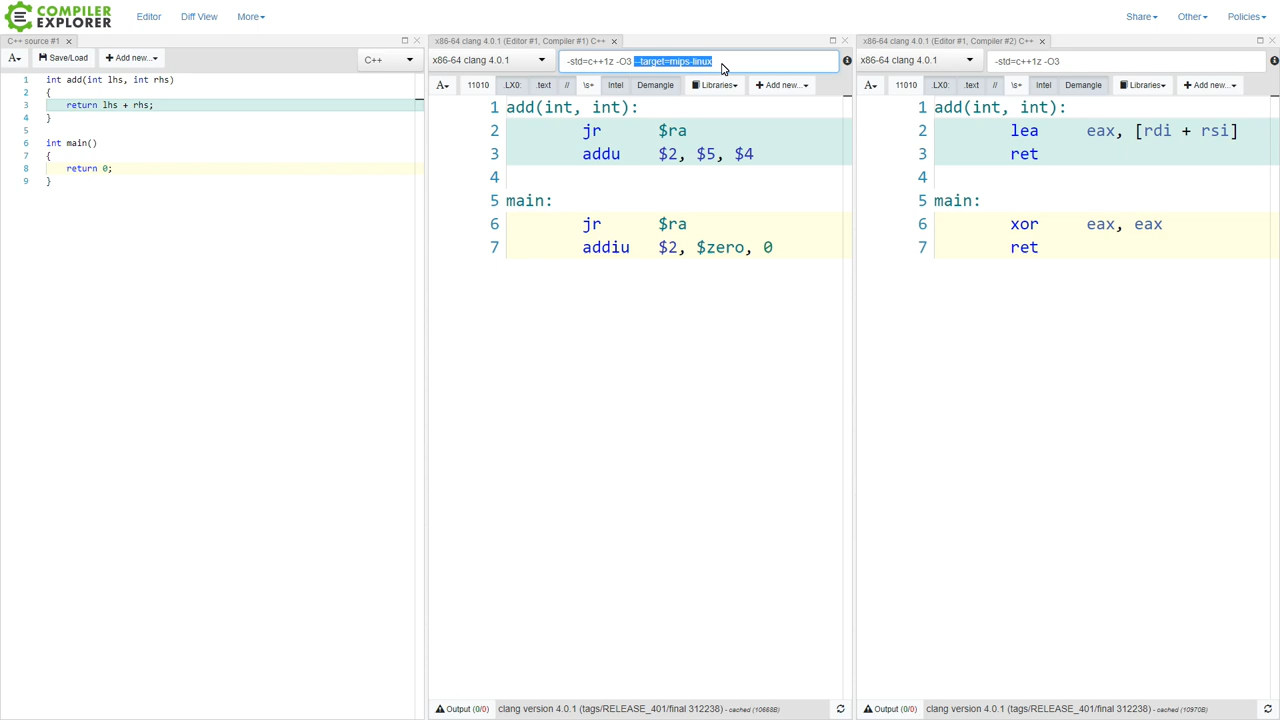 COMPILER EXPLORER Editor Diff View More Share Other Policies
C++ source #1
A Save/Load Add new... C++
1 int add(int lhs, int rhs)
2 {
3 return lhs + rhs;
4 }
5
6 int main()
7 {
8 return 0;
9 }
x86-64 clang 4.0.1 (Editor #1, Compiler #1) C++
x86-64 clang 4.0.1 -std=c++1z -O3 --target=mips-linux
A 11010 .LX0: .text // \s+ Intel Demangle Libraries Add new...
1 add(int, int):
2 jr $ra
3 addu $2, $5, $4
4
5 main:
6 jr $ra
7 addiu $2, $zero, 0
Output (0/0) clang version 4.0.1 (tags/RELEASE_401/final 312238) - cached (10668B)
x86-64 clang 4.0.1 (Editor #1, Compiler #2) C++
x86-64 clang 4.0.1 -std=c++1z -O3
A 11010 .LX0: .text // \s+ Intel Demangle Libraries Add new...
1 add(int, int):
2 lea eax, [rdi + rsi]
3 ret
4
5 main:
6 xor eax, eax
7 ret
Output (0/0) clang version 4.0.1 (tags/RELEASE_401/final 312238) - cached (10970B)